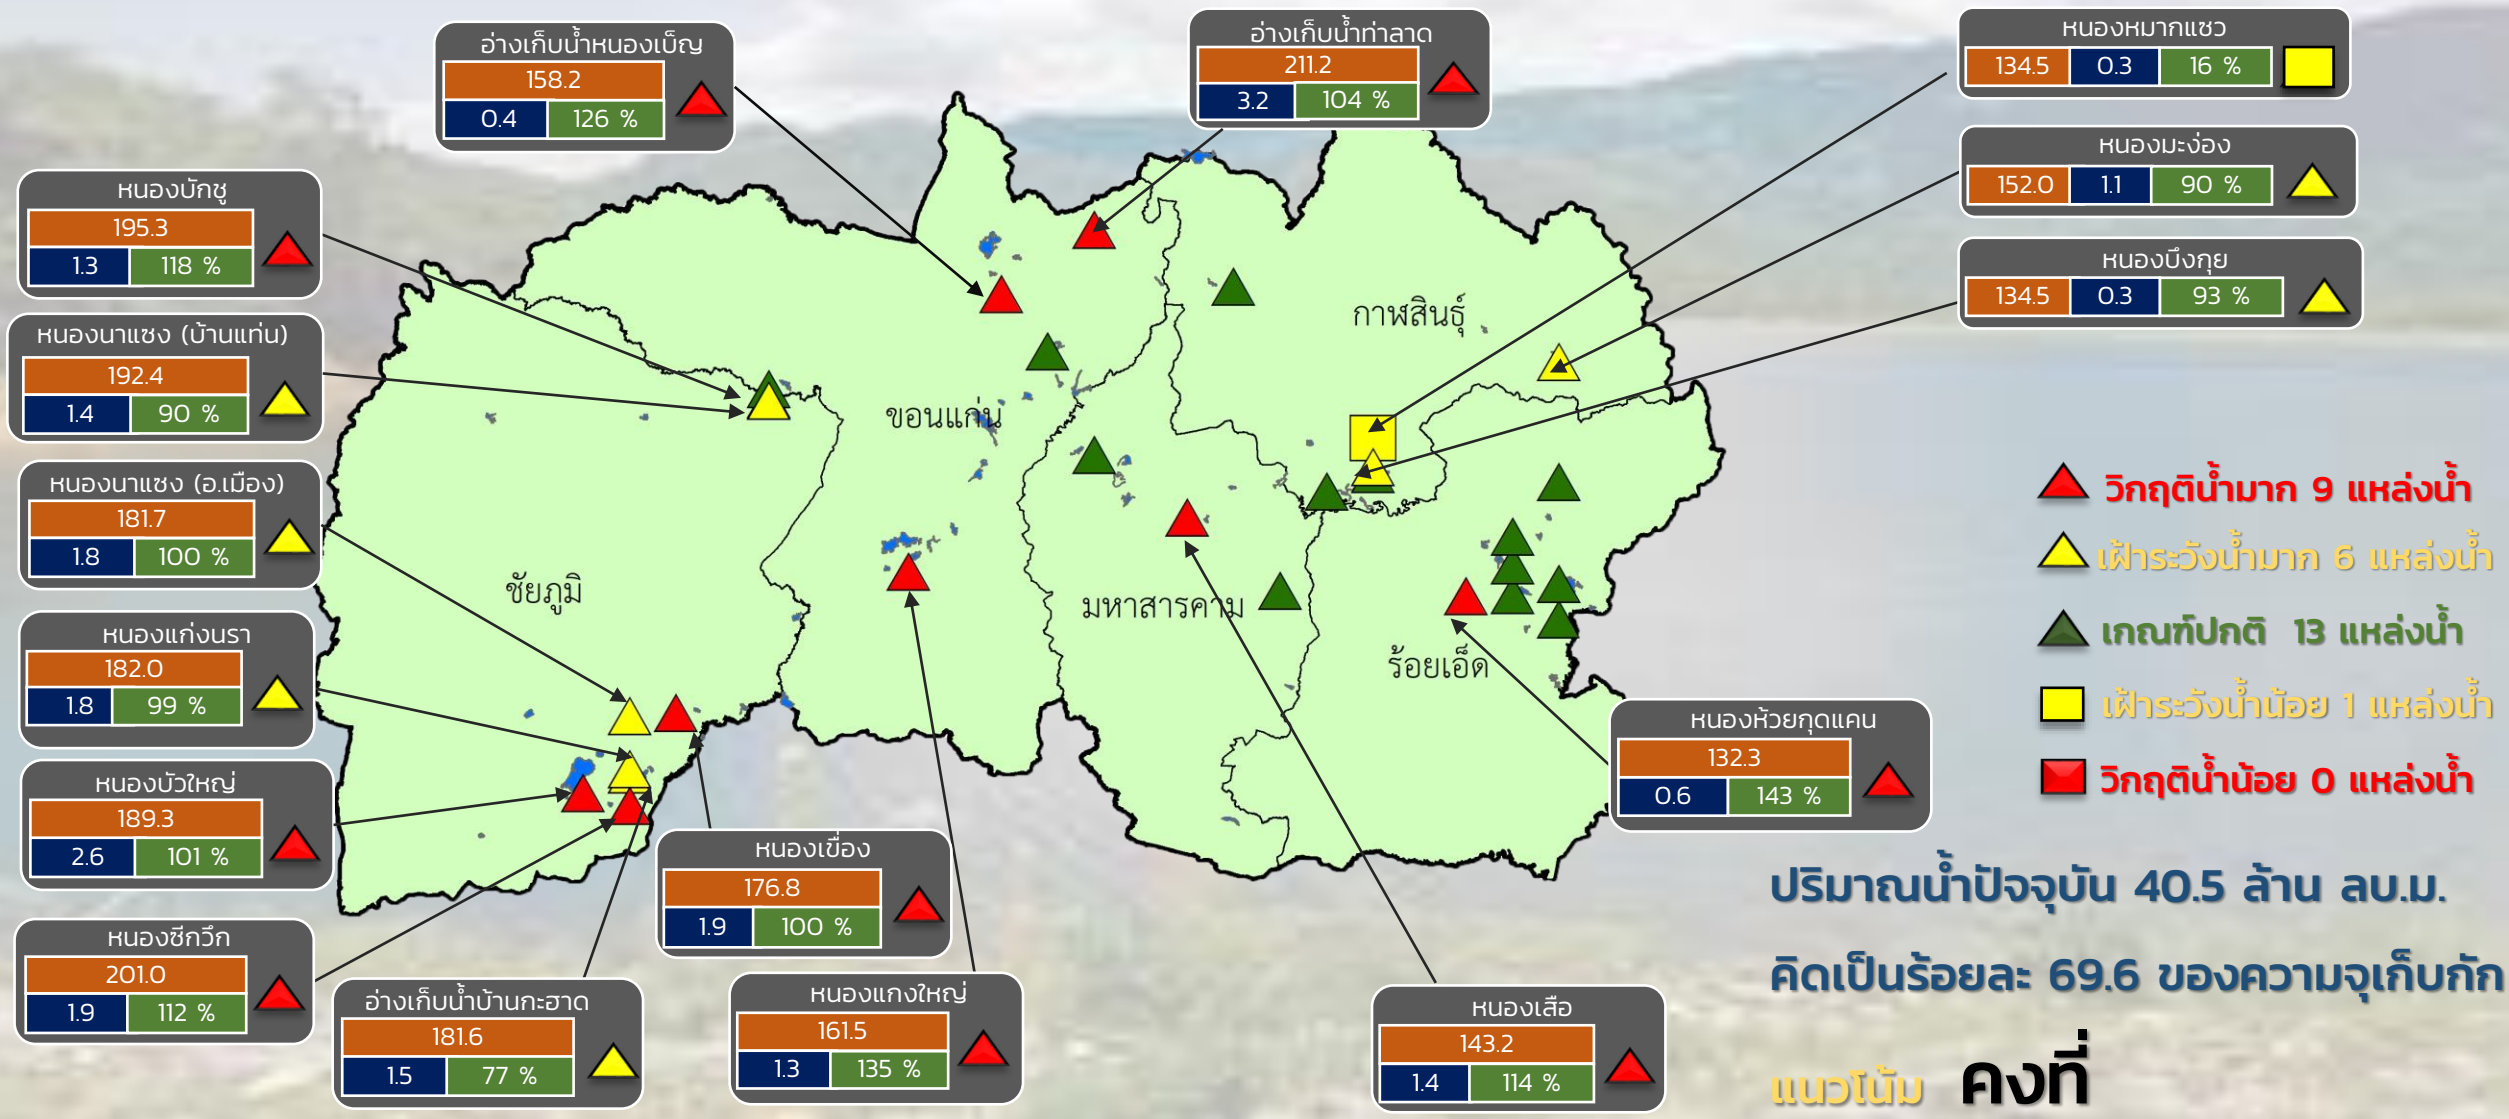 อ่างเก็บน้ำหนองเบ็ญ
158.2
0.4 126 %
อ่างเก็บน้ำท่าลาด
211.2
3.2 104 %
หนองหมากแซว
134.5 0.3 16 %
หนองมะง่อง
152.0 1.1 90 %
หนองบึงกุย
134.5 0.3 93 %
หนองบักชู
195.3
1.3 118 %
หนองนาแซง (บ้านแท่น)
192.4
1.4 90 %
หนองนาแซง (อ.เมือง)
181.7
1.8 100 %
หนองแก่งนรา
182.0
1.8 99 %
หนองบัวใหญ่
189.3
2.6 101 %
หนองซีกวึก
201.0
1.9 112 %
อ่างเก็บน้ำบ้านกะฮาด
181.6
1.5 77 %
หนองเขื่อง
176.8
1.9 100 %
หนองแกงใหญ่
161.5
1.3 135 %
หนองเสือ
143.2
1.4 114 %
หนองห้วยกุดแคน
132.3
0.6 143 %
กาฬสินธุ์
ขอนแก่น
ชัยภูมิ
มหาสารคาม
ร้อยเอ็ด
วิกฤติน้ำมาก 9 แหล่งน้ำ
เฝ้าระวังน้ำมาก 6 แหล่งน้ำ
เกณฑ์ปกติ 13 แหล่งน้ำ
เฝ้าระวังน้ำน้อย 1 แหล่งน้ำ
วิกฤติน้ำน้อย 0 แหล่งน้ำ
ปริมาณน้ำปัจจุบัน 40.5 ล้าน ลบ.ม.
คิดเป็นร้อยละ 69.6 ของความจุเก็บกัก
แนวโน้ม คงที่